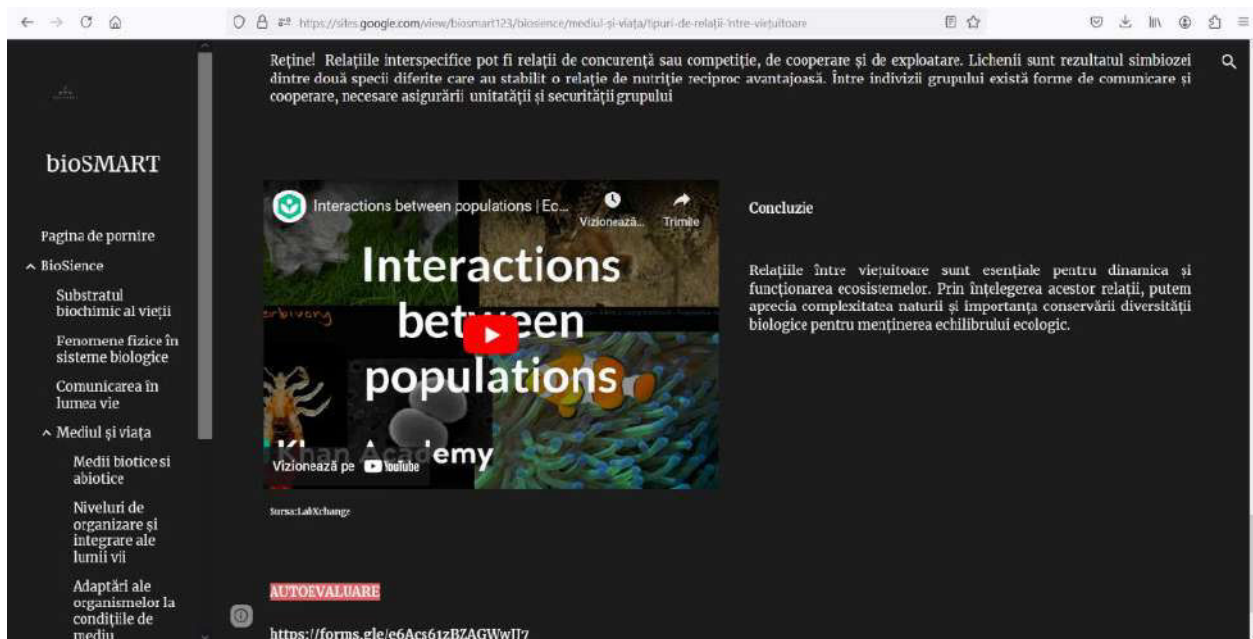 https://sites.google.com/view/biosmart123/biosience/mediul-și-viața/tipuri-de-relații-între-viețuitoare
Reține! Relațiile interspecifice pot fi relații de concurență sau competiție, de cooperare și de exploatare. Lichenii sunt rezultatul simbiozei
dintre două specii diferite care au stabilit o relație de nutriție reciproc avantajoasă. Între indivizii grupului există forme de comunicare și
cooperare, necesare asigurării unitatății și securității grupului
bioSMART
Pagina de pornire
BioSience
Substratul
biochimic al vieții
Fenomene fizice în
sisteme biologice
Comunicarea în
lumea vie
Mediul și viața
Medii biotice si
abiotice
Niveluri de
organizare și
integrare ale
lumii vii
Adaptări ale
organismelor la
condițiile de
mediu
Interactions between populations | Ec...
Vizionează...
Trimite
Interactions
between
populations
Khan Academy
Vizionează pe YouTube
Sursa:LabXchange
Concluzie
Relațiile între viețuitoare sunt esențiale pentru dinamica și
funcționarea ecosistemelor. Prin înțelegerea acestor relații, putem
aprecia complexitatea naturii și importanța conservării diversității
biologice pentru menținerea echilibrului ecologic.
AUTOEVALUARE
https://forms.gle/e6Acs61zBZAGWwJJ7